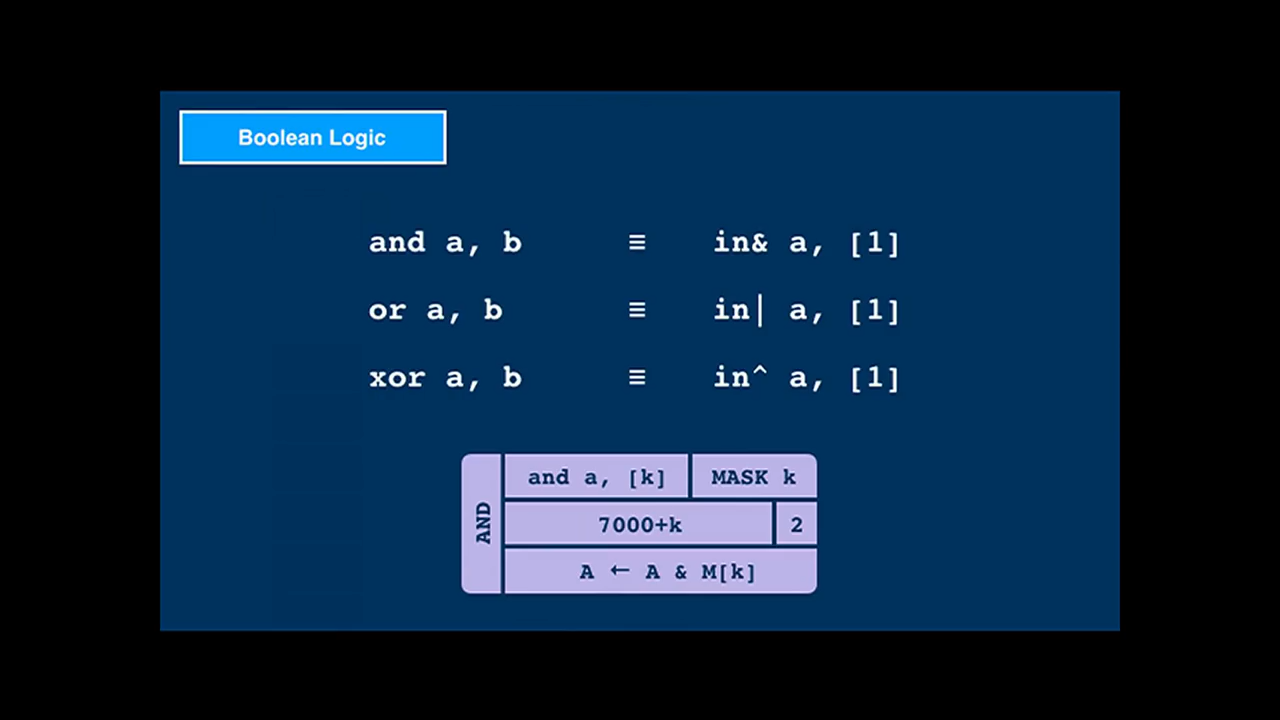 Boolean Logic
and a, b ≡ in& a, [1]
or a, b ≡ in| a, [1]
xor a, b ≡ in^ a, [1]
AND
and a, [k] MASK k
7000+k 2
A ← A & M[k]